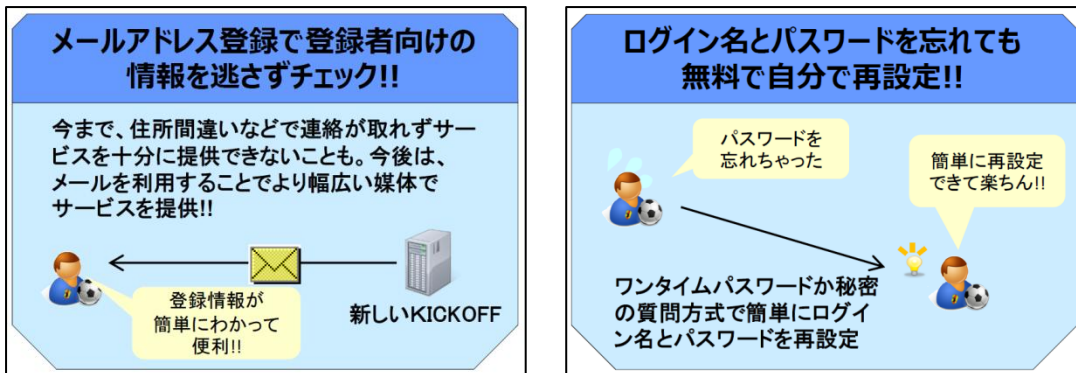 メールアドレス登録で登録者向けの
情報を逃さずチェック!!
今まで、住所間違いなどで連絡が取れずサー
ビスを十分に提供できないことも。今後は、
メールを利用することでより幅広い媒体で
サービスを提供!!
登録情報が
簡単にわかって
便利!!
新しいKICKOFF
ログイン名とパスワードを忘れても
無料で自分で再設定!!
パスワードを
忘れちゃった
簡単に再設定
できて楽ちん!!
ワンタイムパスワードか秘密
の質問方式で簡単にログイ
ン名とパスワードを再設定